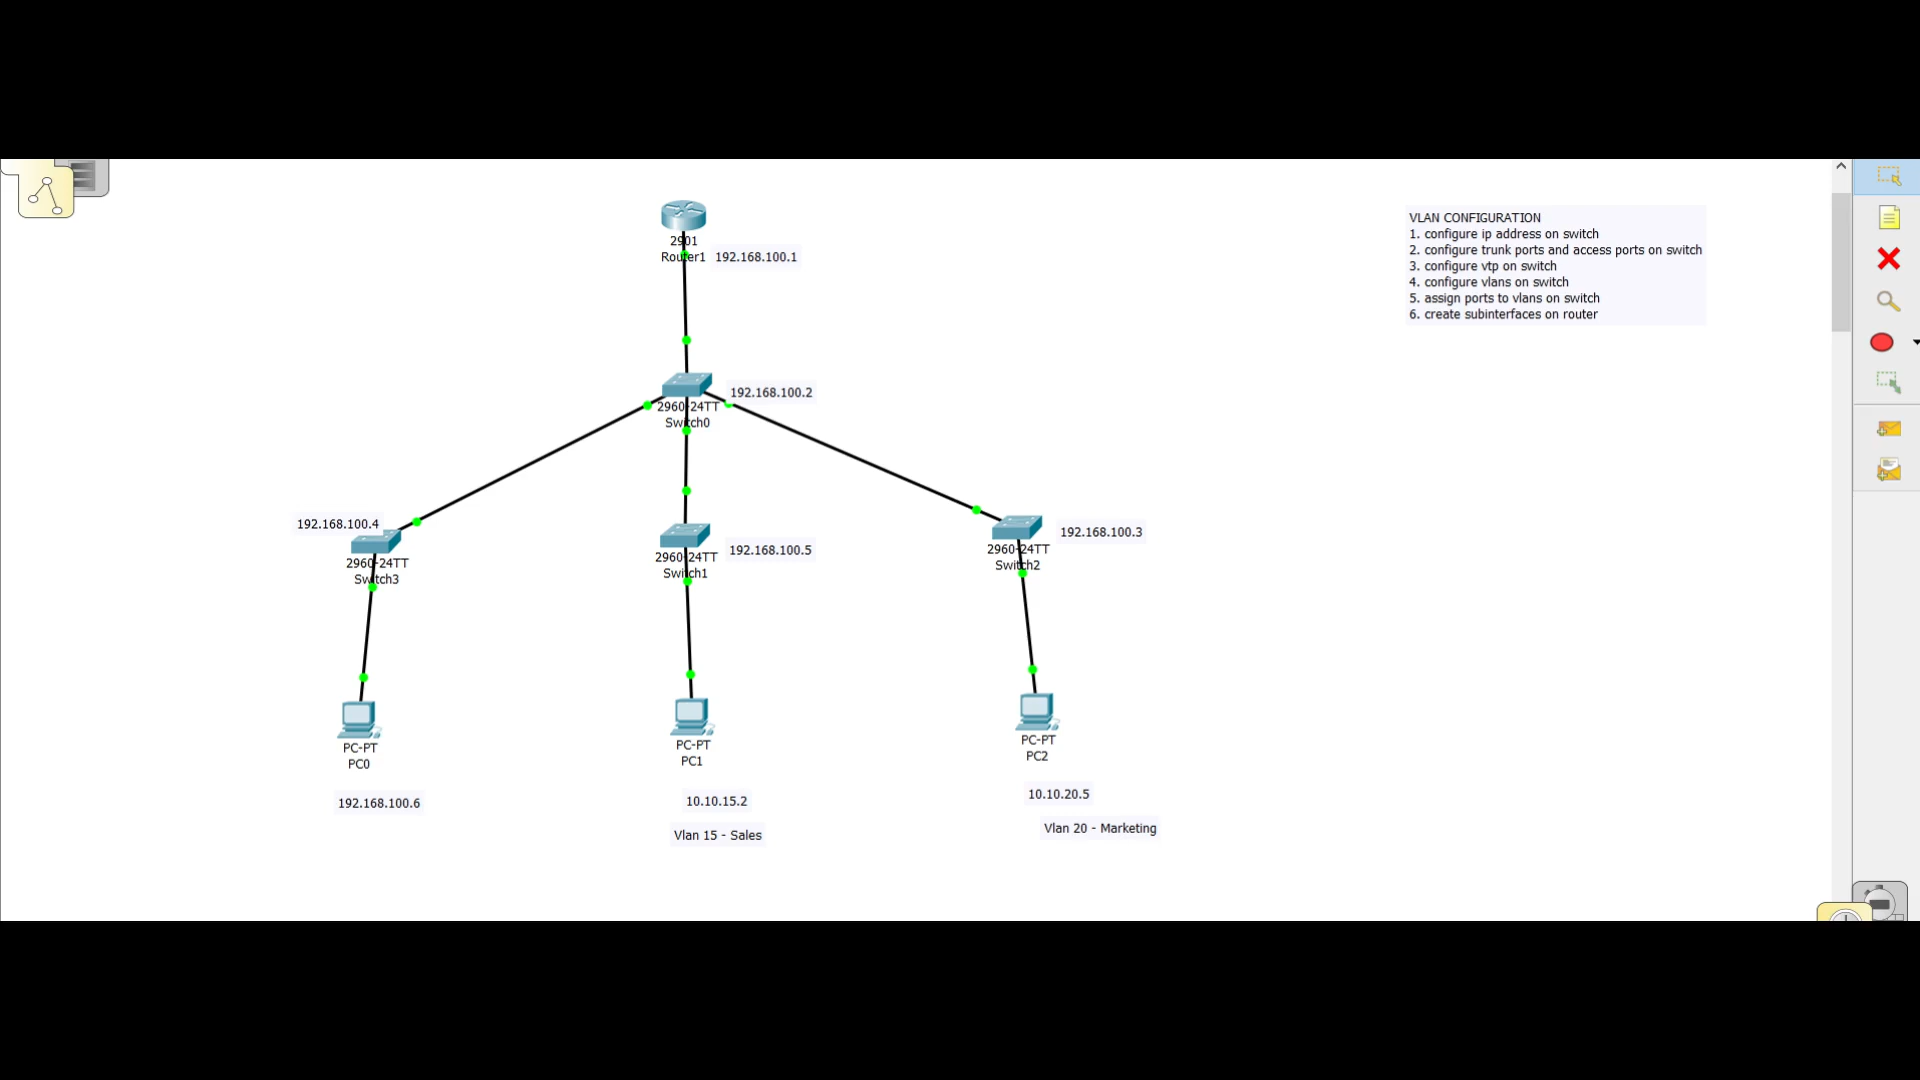 2901
Router1
192.168.100.1
VLAN CONFIGURATION
1. configure ip address on switch
2. configure trunk ports and access ports on switch
3. configure vtp on switch
4. configure vlans on switch
5. assign ports to vlans on switch
6. create subinterfaces on router
192.168.100.2
2960-24TT
Switch0
192.168.100.4
2960-24TT
Switch3
2960-24TT
Switch1
192.168.100.5
2960-24TT
Switch2
192.168.100.3
PC-PT
PC0
PC-PT
PC1
PC-PT
PC2
192.168.100.6
10.10.15.2
Vlan 15 - Sales
10.10.20.5
Vlan 20 - Marketing